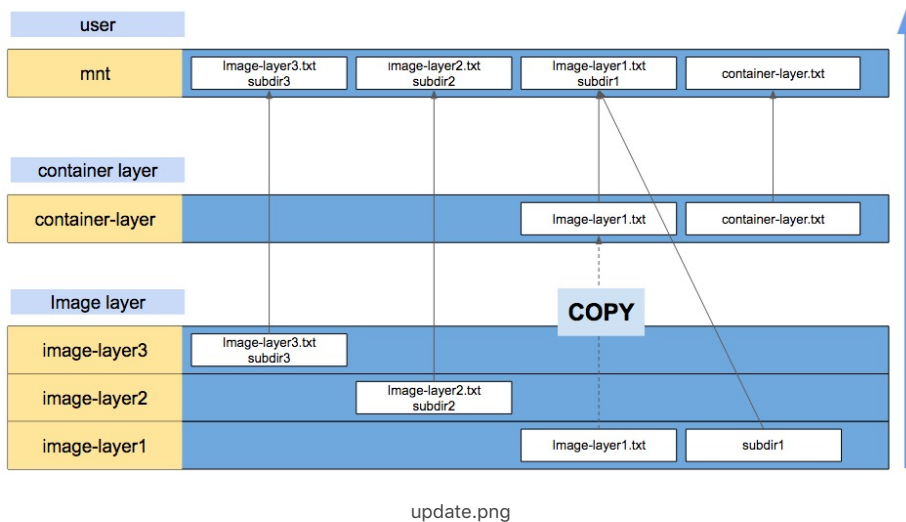 user
mnt
Image-layer3.txt
subdir3
image-layer2.txt
subdir2
Image-layer1.txt
subdir1
container-layer.txt
container layer
container-layer
Image-layer1.txt
container-layer.txt
Image layer
COPY
image-layer3
Image-layer3.txt
subdir3
image-layer2
Image-layer2.txt
subdir2
image-layer1
Image-layer1.txt
subdir1
update.png